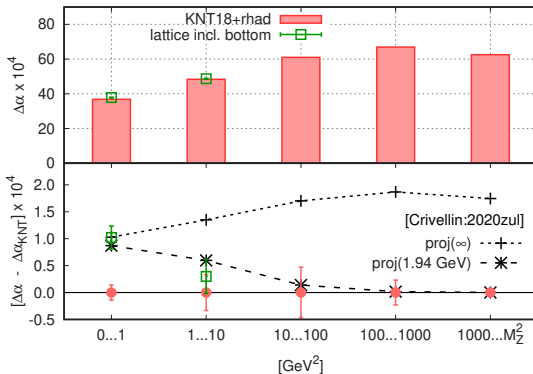 KNT18+rhad
lattice incl. bottom
Δα x 10⁴
80
60
40
20
0
[Δα - Δα_KNT] x 10⁴
2.0
1.5
1.0
0.5
0.0
-0.5
[Crivellin:2020zul]
proj(∞)
proj(1.94 GeV)
0...1
1...10
10...100
100...1000
1000...M_Z²
[GeV²]